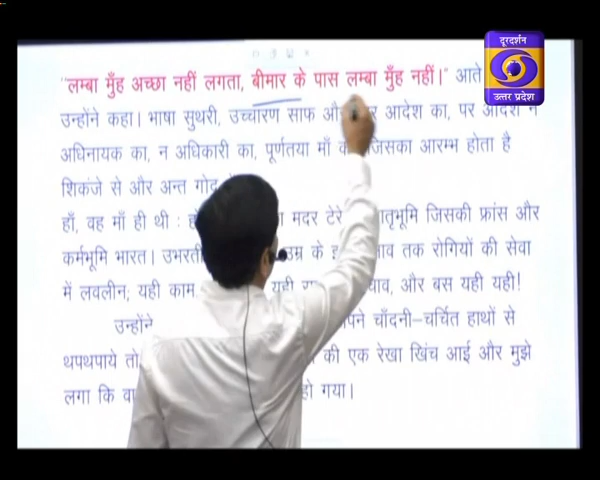 "लम्बा मुँह अच्छा नहीं लगता, बीमार के पास लम्बा मुँह नहीं।" आते
उन्होंने कहा। भाषा सुथरी, उच्चारण साफ और आदेश का, पर आदेश न
अधिनायक का, न अधिकारी का, पूर्णतया माँ का जिसका आरम्भ होता है
शिकंजे से और अन्त गोद
हाँ, वह माँ ही थी : मदर टेरे मातृभूमि जिसकी फ्रांस और
कर्मभूमि भारत। उभरती उम्र के तक रोगियों की सेवा
में लवलीन; यही काम, यही और बस यही यही!
उन्होंने अपने चाँदनी-चर्चित हाथों से
थपथपाये तो की एक रेखा खिंच आई और मुझे
लगा कि हो गया।
दूरदर्शन
उत्तर प्रदेश